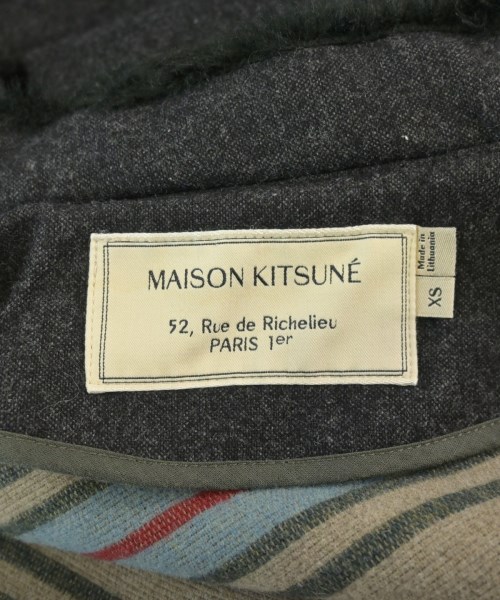 MAISON KITSUNÉ
52, Rue de Richelieu
PARIS 1er
Made in
Lithuania
XS